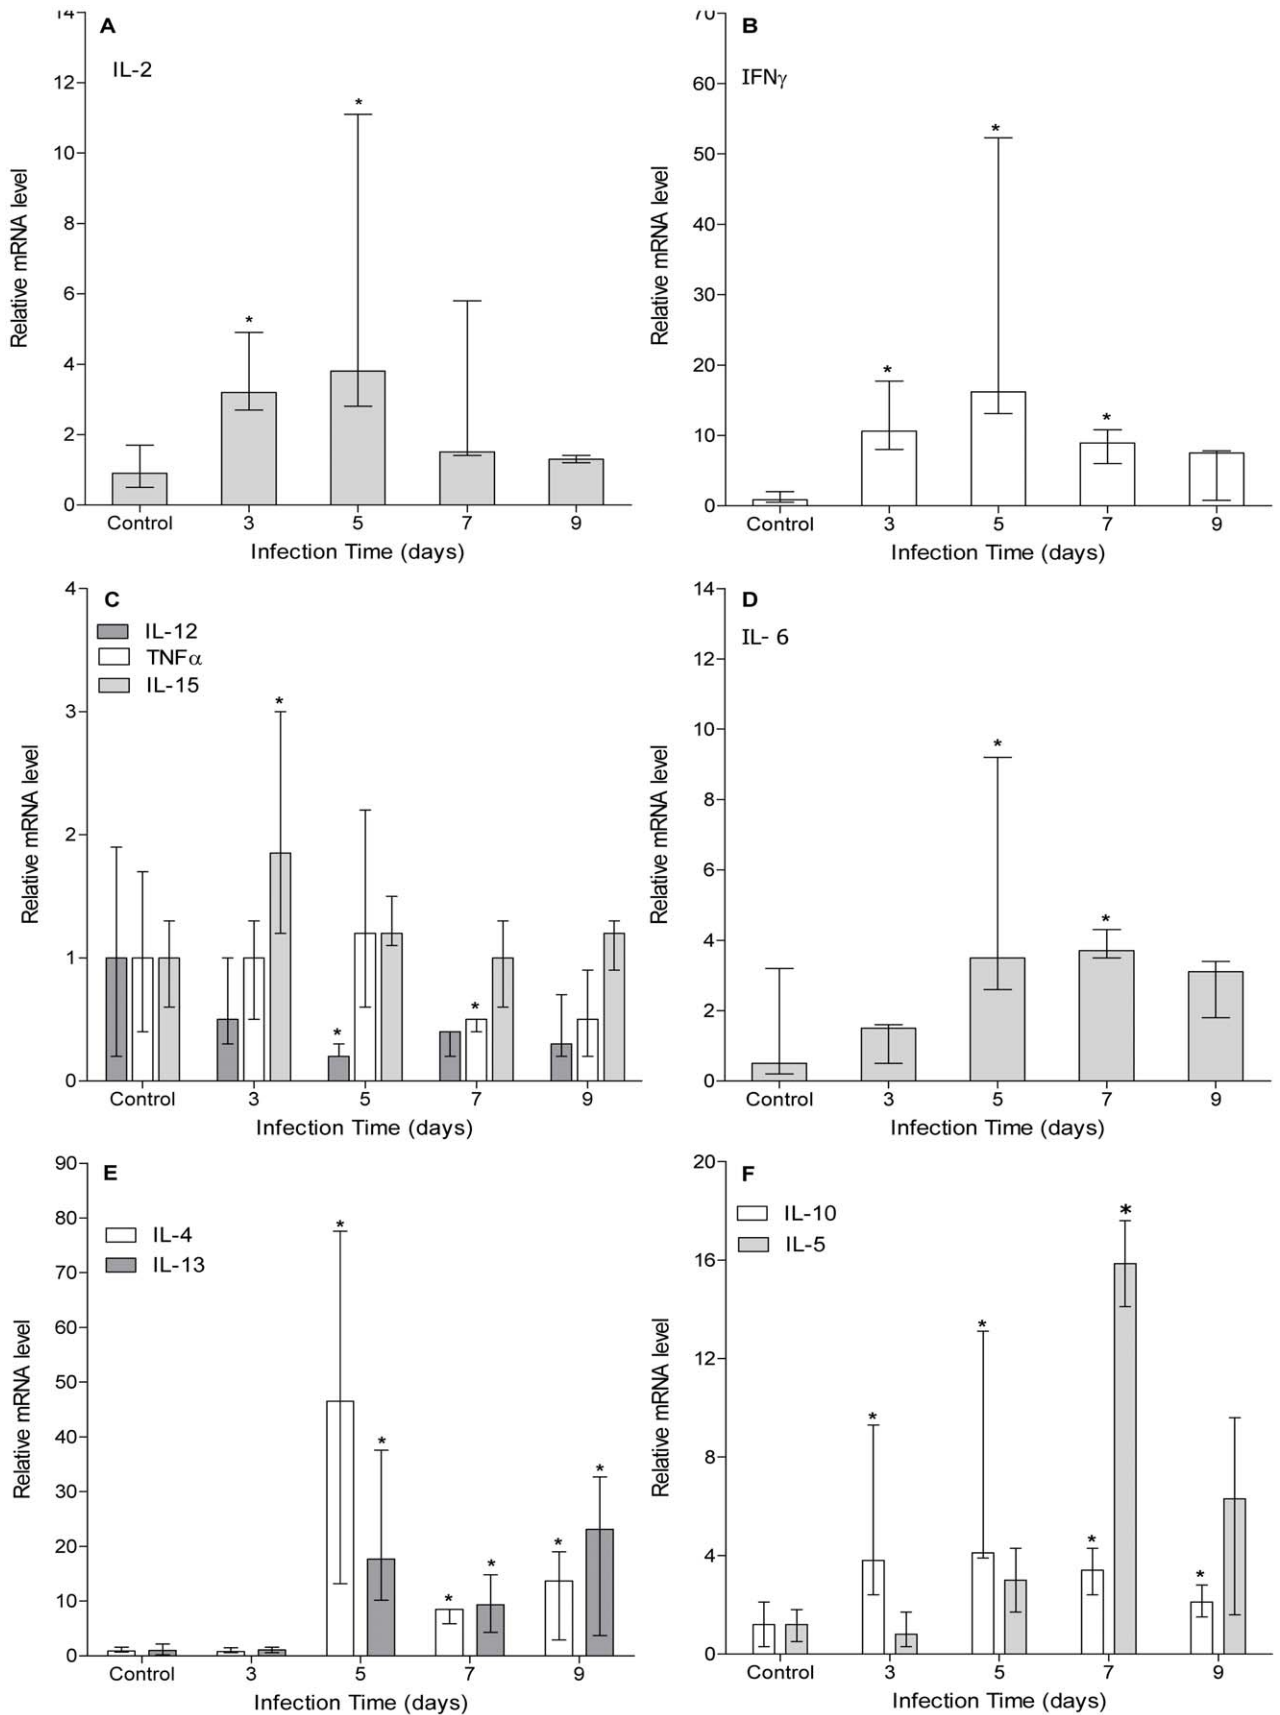 A
IL-2
Relative mRNA level
14
12
10
8
6
4
2
0
*
*
Control 3 5 7 9
Infection Time (days)
B
IFNγ
Relative mRNA level
70
60
50
40
30
20
10
0
*
*
*
Control 3 5 7 9
Infection Time (days)
C
IL-12
TNFα
IL-15
Relative mRNA level
4
3
2
1
0
*
*
*
Control 3 5 7 9
Infection Time (days)
D
IL- 6
Relative mRNA level
14
12
10
8
6
4
2
0
*
*
Control 3 5 7 9
Infection Time (days)
E
IL-4
IL-13
Relative mRNA level
90
80
70
60
50
40
30
20
10
0
*
*
*
*
*
*
Control 3 5 7 9
Infection Time (days)
F
IL-10
IL-5
Relative mRNA level
20
16
12
8
4
0
*
*
*
*
*
Control 3 5 7 9
Infection Time (days)